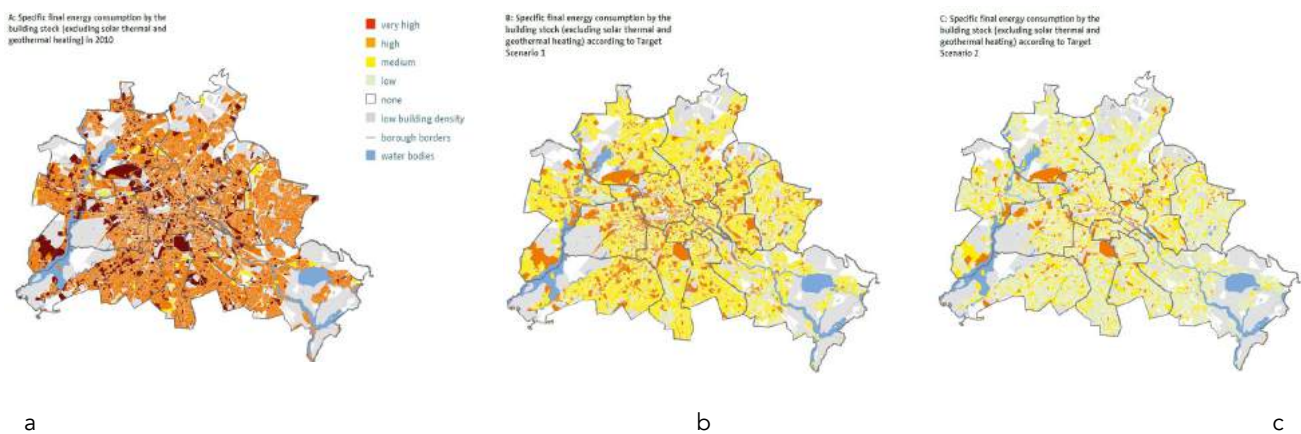 A: Specific final energy consumption by the
building stock (excluding solar thermal and
geothermal heating) in 2010
very high
high
medium
low
none
low building density
borough borders
water bodies
B: Specific final energy consumption by the
building stock (excluding solar thermal and
geothermal heating) according to Target
Scenario 1
C: Specific final energy consumption by the
building stock (excluding solar thermal and
geothermal heating) according to Target
Scenario 2
a
b
c